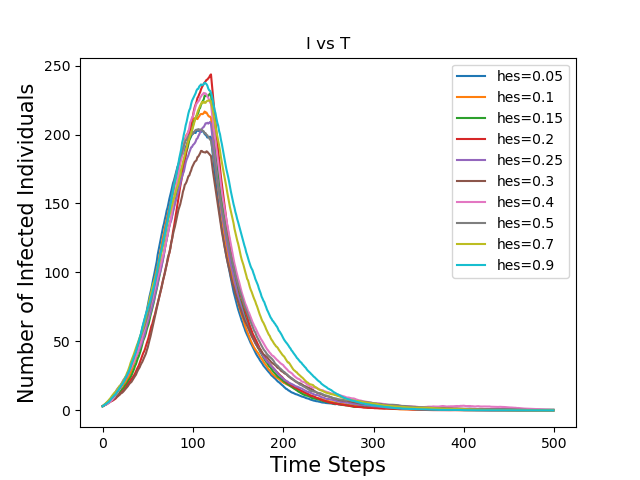 I vs T
Number of Infected Individuals
250
200
150
100
50
0
hes=0.05
hes=0.1
hes=0.15
hes=0.2
hes=0.25
hes=0.3
hes=0.4
hes=0.5
hes=0.7
hes=0.9
0 100 200 300 400 500
Time Steps